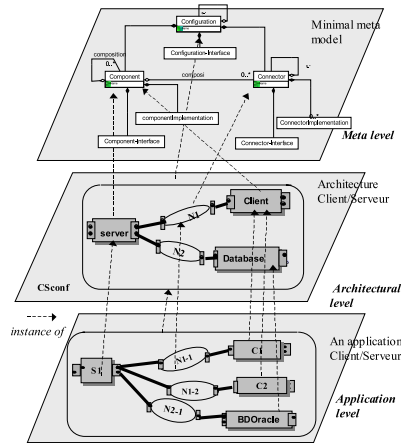 Configuration
Minimal meta
model
Configuration-Interface
composition
0..*
Component
composi
0..*
Connector
componentImplementation
ConnectorImplementation
0..*
Component-Interface
Connector-Interface
Meta level
Architecture
Client/Serveur
Client
N1
server
N2
Database
CSconf
Architectural
level
instance of
An application
Client/Serveur
C1
N1-1
S1
C2
N1-2
N2-1
BDOracle
Application
level